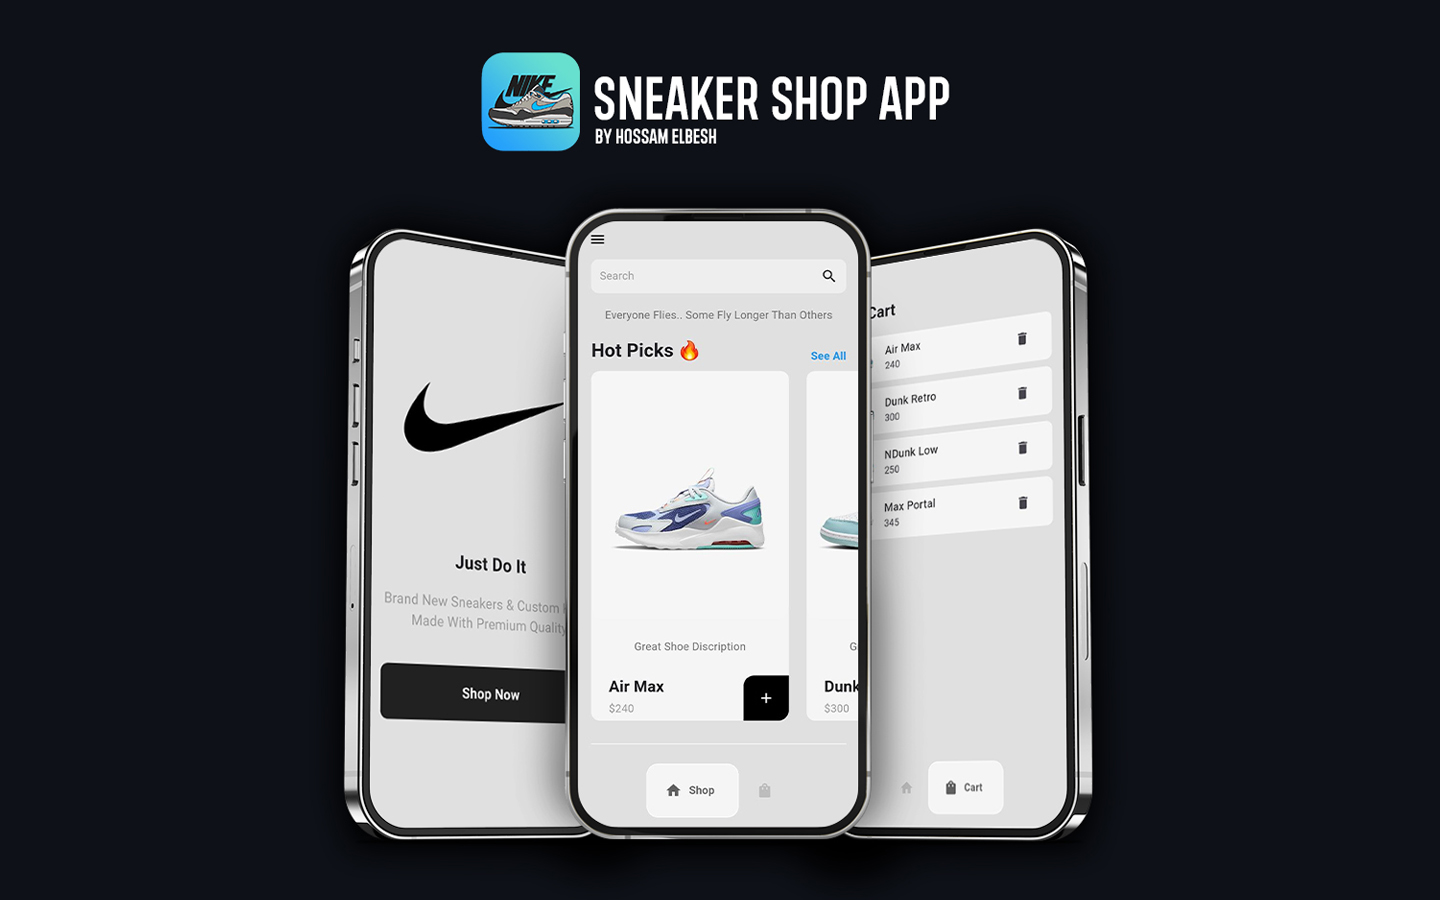 NIKE
SNEAKER SHOP APP
BY HOSSAM ELBESH
Just Do It
Brand New Sneakers & Custom
Made With Premium Quality
Shop Now
Search
Everyone Flies.. Some Fly Longer Than Others
Hot Picks 🔥
See All
Great Shoe Discription
Air Max
$240
+
G
Dunk
$300
Shop
Cart
Air Max
240
Dunk Retro
300
NDunk Low
250
Max Portal
345
Cart